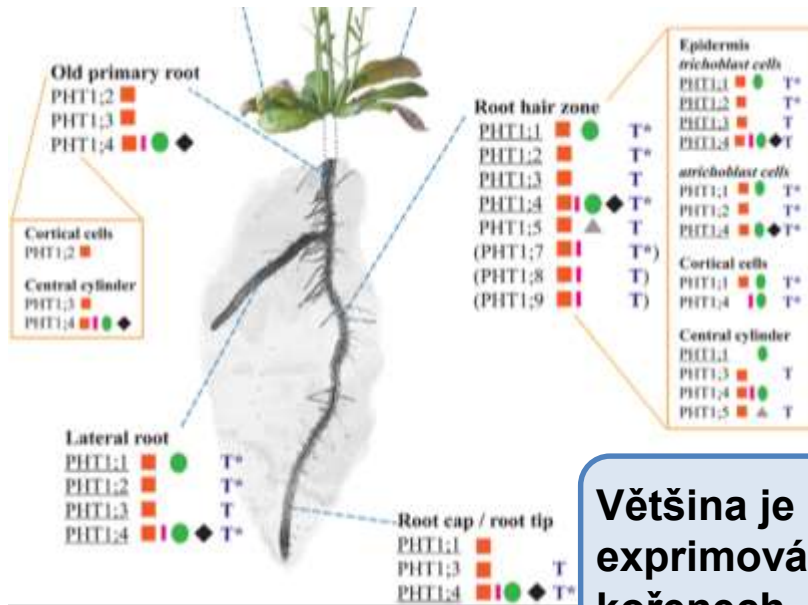 Old primary root
PHT1;2
PHT1;3
PHT1;4
Cortical cells
PHT1;2
Central cylinder
PHT1;3
PHT1;4
Root hair zone
PHT1;1 T*
PHT1;2 T*
PHT1;3 T
PHT1;4 T*
PHT1;5 T
(PHT1;7 T*)
(PHT1;8 T)
(PHT1;9 T)
Epidermis
trichoblast cells
PHT1;1 T*
PHT1;2 T*
PHT1;3 T
PHT1;4 T
atrichoblast cells
PHT1;1 T*
PHT1;2 T*
PHT1;4 T*
Cortical cells
PHT1;1 T*
PHT1;4 T*
Central cylinder
PHT1;1
PHT1;3 T
PHT1;4
PHT1;5 T
Lateral root
PHT1;1 T*
PHT1;2 T*
PHT1;3 T
PHT1;4 T*
Root cap / root tip
PHT1;1
PHT1;3 T
PHT1;4 T*
Většina je
exprimová
kořenech